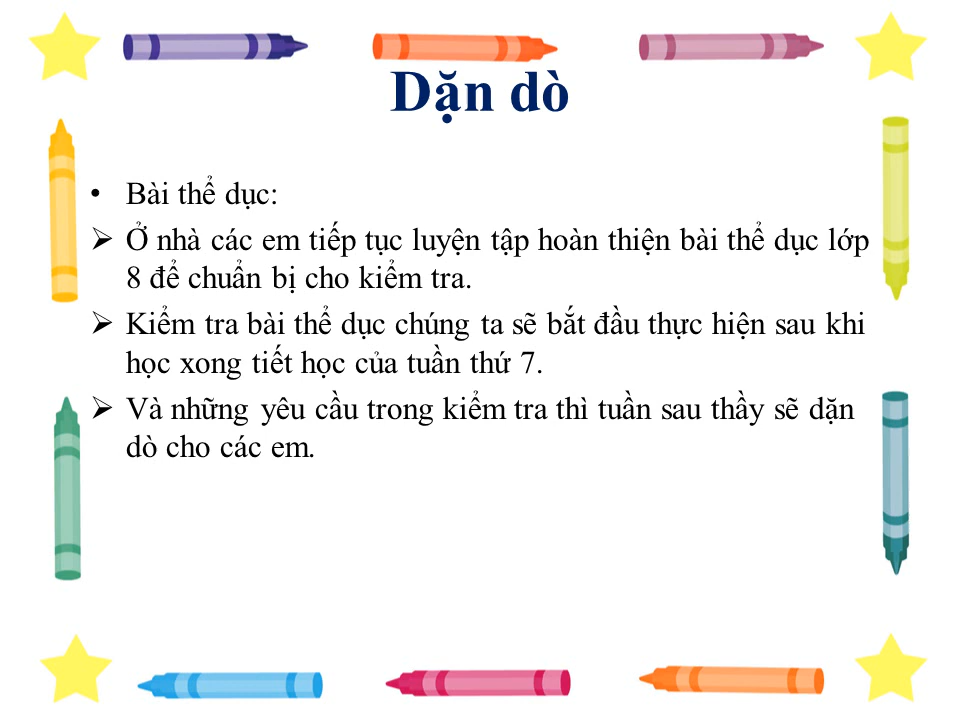 Dặn dò
• Bài thể dục:
➢ Ở nhà các em tiếp tục luyện tập hoàn thiện bài thể dục lớp
8 để chuẩn bị cho kiểm tra.
➢ Kiểm tra bài thể dục chúng ta sẽ bắt đầu thực hiện sau khi
học xong tiết học của tuần thứ 7.
➢ Và những yêu cầu trong kiểm tra thì tuần sau thầy sẽ dặn
dò cho các em.